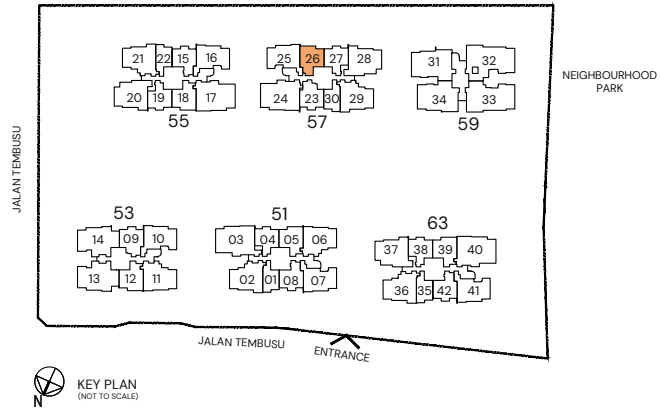 21 22 15 16
25 26 27 28
31 32
20 19 18 17
24 23 30 29
34 33
55
57
59
NEIGHBOURHOOD
PARK
JALAN TEMBUSU
53
51
63
14 09 10
03 04 05 06
37 38 39 40
13 12 11
02 01 08 07
36 35 42 41
JALAN TEMBUSU
ENTRANCE
N
KEY PLAN
(NOT TO SCALE)